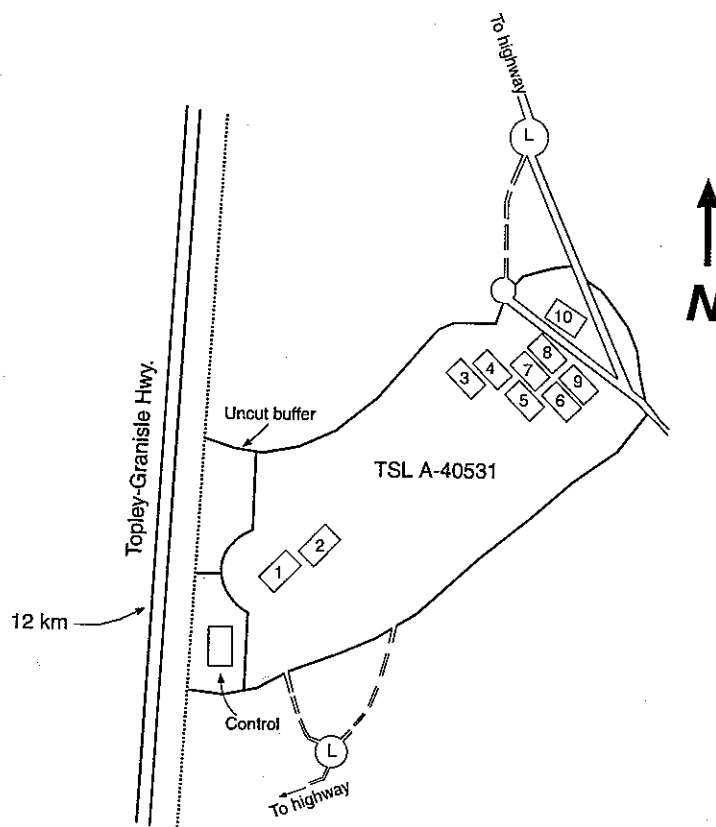 To highway
L
N
10
8
3
4
7
9
5
6
Uncut buffer
TSL A-40531
Topley-Granisle Hwy.
2
1
12 km
Control
L
To highway